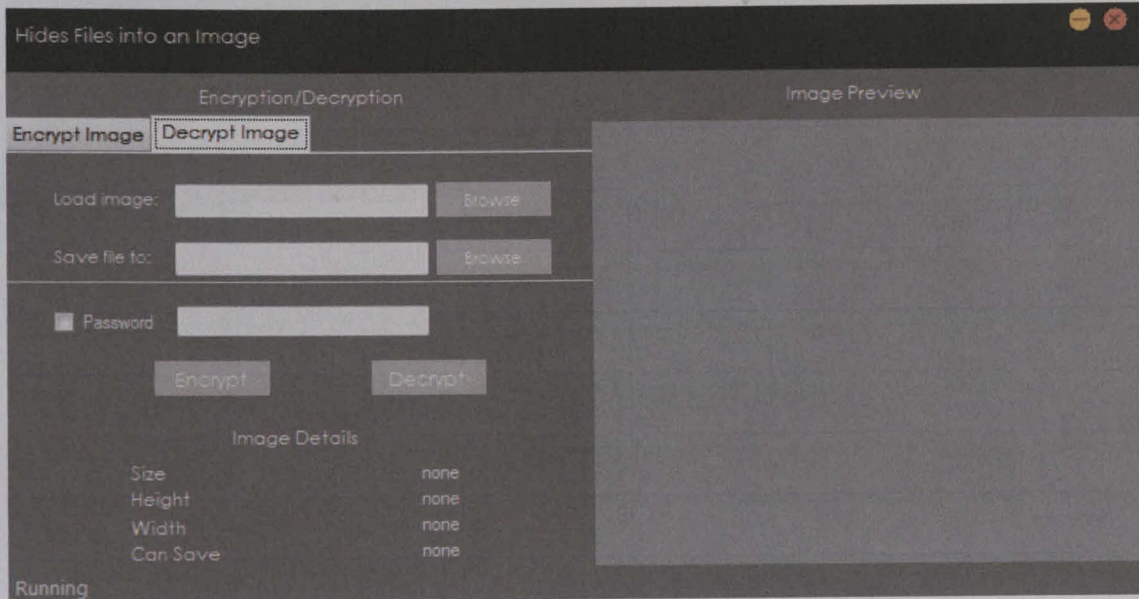 Hides Files into an Image
Encryption/Decryption
Image Preview
Encrypt Image Decrypt Image
Load image: Browse
Save file to: Browse
Password
Encrypt Decrypt
Image Details
Size none
Height none
Width none
Can Save none
Running